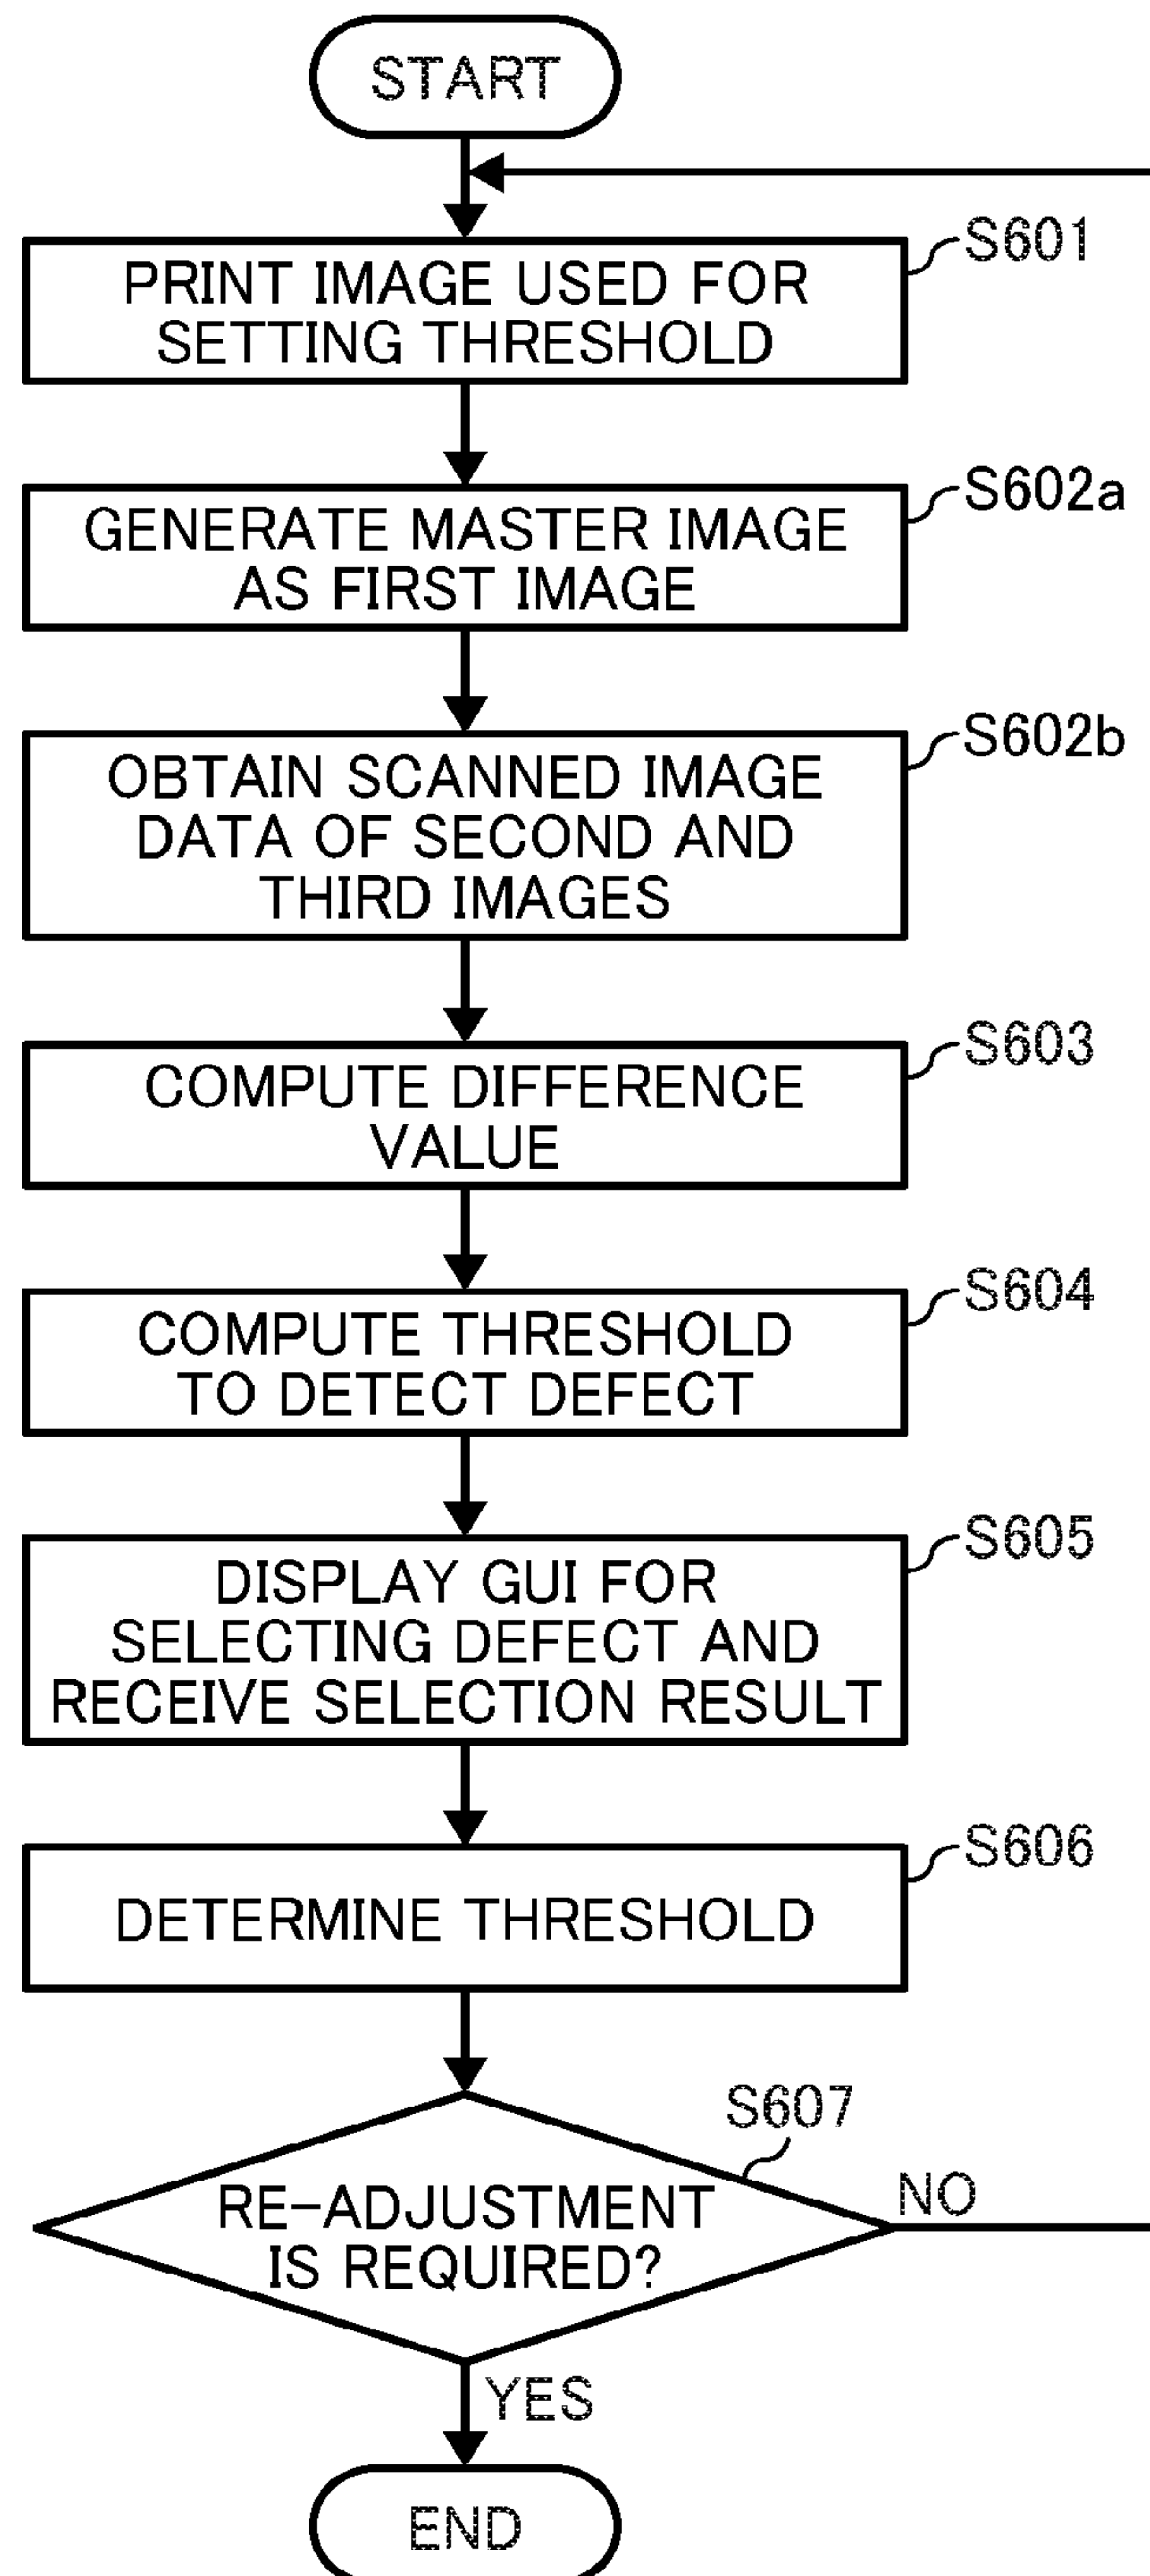 START
S601
PRINT IMAGE USED FOR
SETTING THRESHOLD
S602a
GENERATE MASTER IMAGE
AS FIRST IMAGE
S602b
OBTAIN SCANNED IMAGE
DATA OF SECOND AND
THIRD IMAGES
S603
COMPUTE DIFFERENCE
VALUE
S604
COMPUTE THRESHOLD
TO DETECT DEFECT
S605
DISPLAY GUI FOR
SELECTING DEFECT AND
RECEIVE SELECTION RESULT
S606
DETERMINE THRESHOLD
S607
RE-ADJUSTMENT
IS REQUIRED?
NO
YES
END